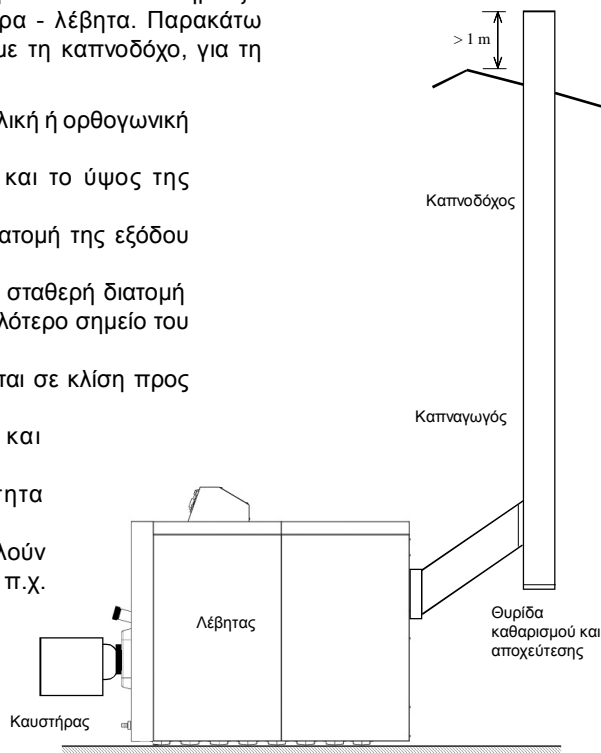 ρα - λέβητα. Παρακάτω
με τη καπνοδόχο, για τη
λική ή ορθογωνική
και το ύψος της
ατομή της εξόδου
σταθερή διατομή
λότερο σημείο του
ται σε κλίση προς
και
τητα
λούν
π.χ.
> 1 m
Καπνοδόχος
Καπναγωγός
Λέβητας
Θυρίδα
καθαρισμού και
αποχεύτεσης
Καυστήρας